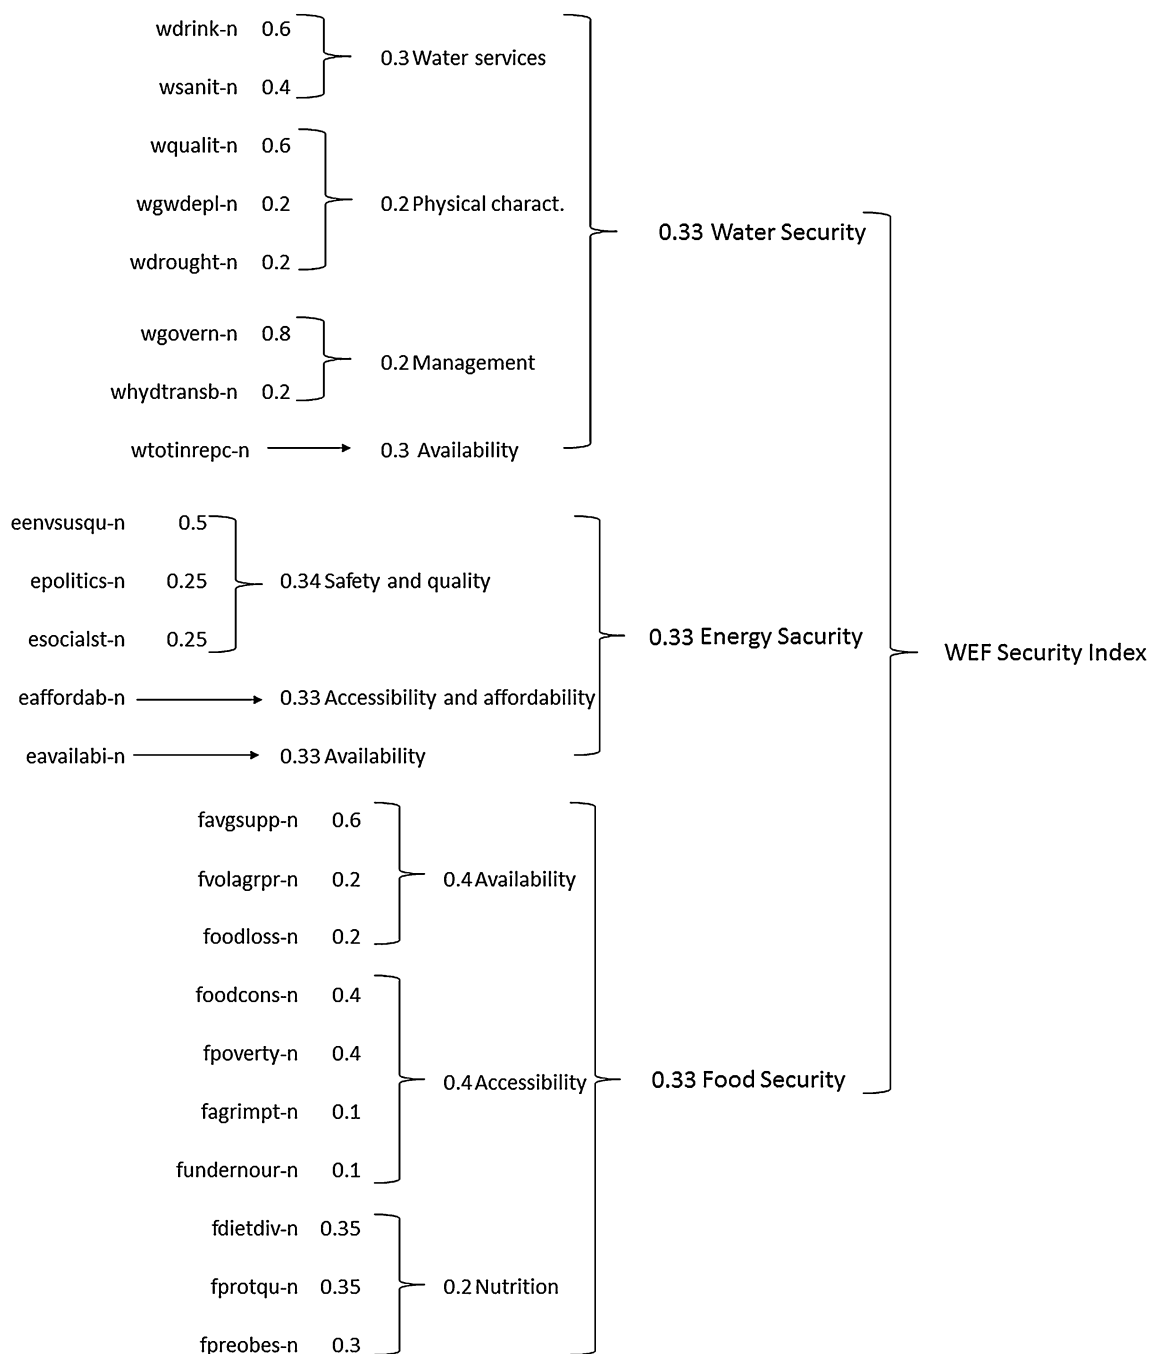 wdrink-n 0.6
0.3 Water services
wsanit-n 0.4
wqualit-n 0.6
wgwdepl-n 0.2
0.2 Physical charact.
wdrought-n 0.2
0.33 Water Security
wgovern-n 0.8
0.2 Management
whydtransb-n 0.2
wtotinrepc-n
0.3 Availability
eenvsusqu-n 0.5
epolitics-n 0.25
0.34 Safety and quality
esocialst-n 0.25
0.33 Energy Sacurity
WEF Security Index
eaffordab-n
0.33 Accessibility and affordability
eavailabi-n
0.33 Availability
favgsupp-n 0.6
fvolagrpr-n 0.2
0.4 Availability
foodloss-n 0.2
foodcons-n 0.4
fpoverty-n 0.4
0.4 Accessibility
0.33 Food Security
fagrimpt-n 0.1
fundernour-n 0.1
fdietdiv-n 0.35
fprotqu-n 0.35
0.2 Nutrition
fpreobes-n 0.3